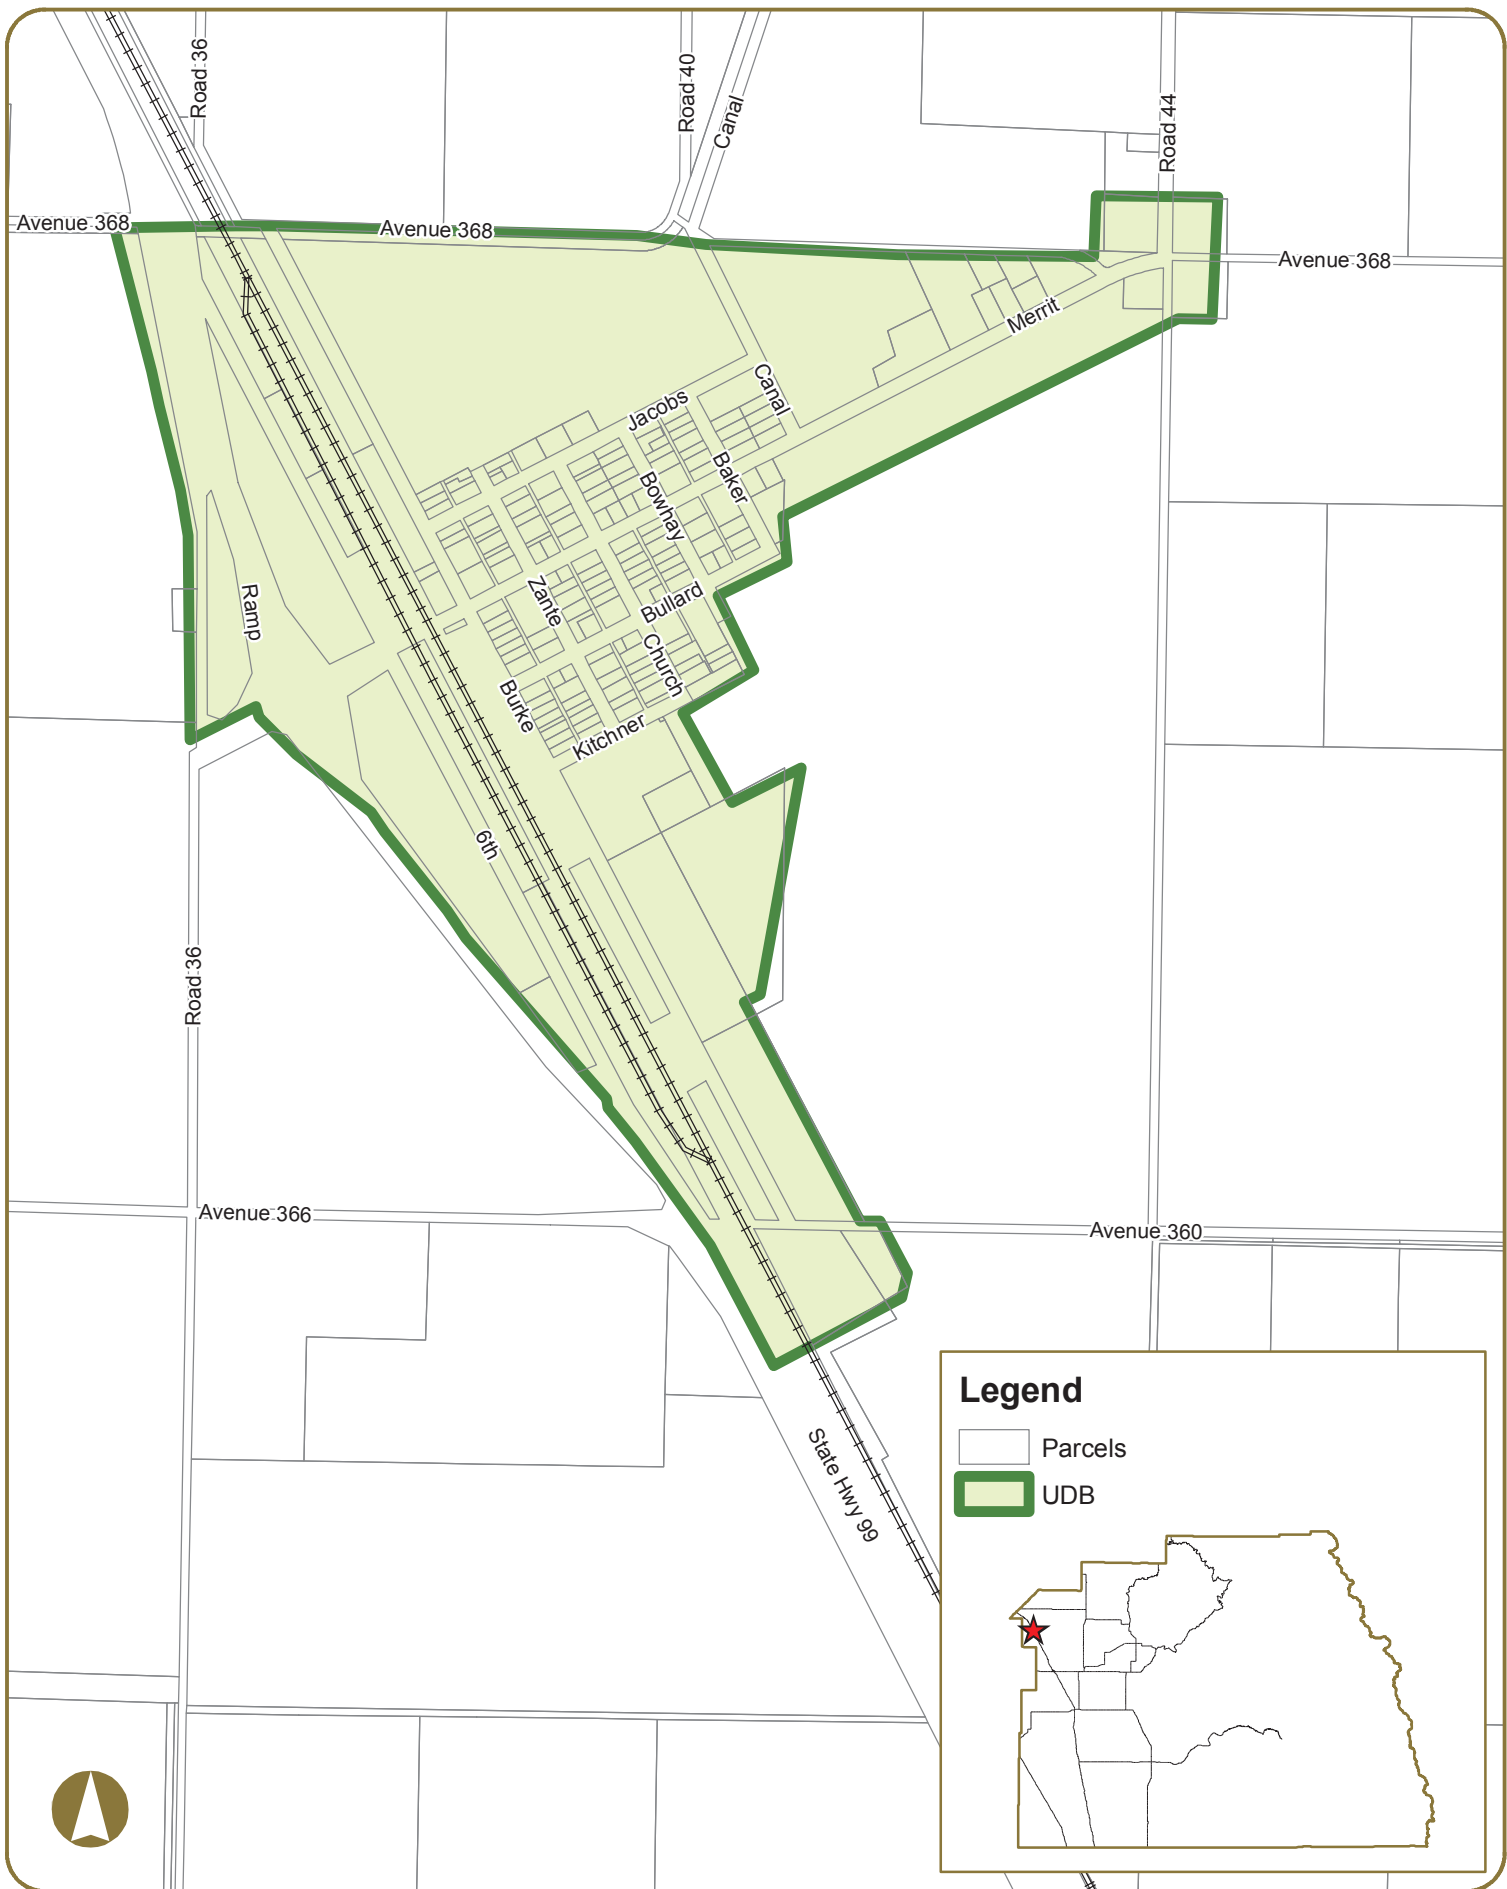 Road 36
Road 40
Canal
Road 44
Avenue 368
Avenue 368
Avenue 368
Merrit
Canal
Jacobs
Baker
Bowhay
Zante
Bullard
Ramp
Church
Burke
Kitchner
6th
Road 36
Avenue 366
Avenue 360
State Hwy 99
Legend
Parcels
UDB